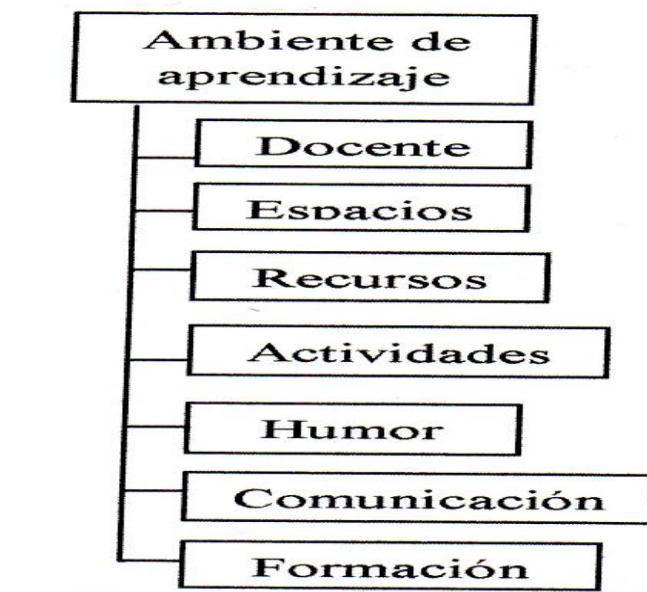 Ambiente de
aprendizaje
Docente
Espacios
Recursos
Actividades
Humor
Comunicación
Formación